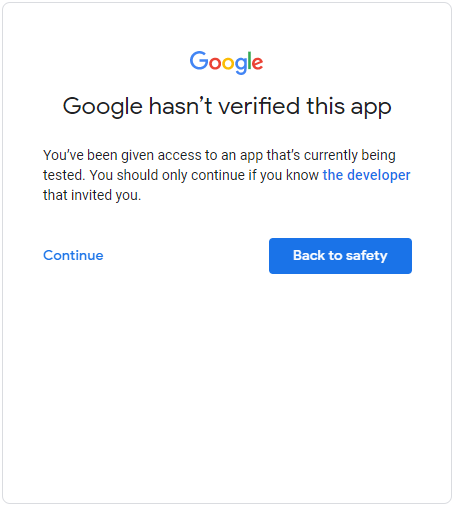 Google
Google hasn’t verified this app
You’ve been given access to an app that’s currently being
tested. You should only continue if you know the developer
that invited you.
Continue
Back to safety